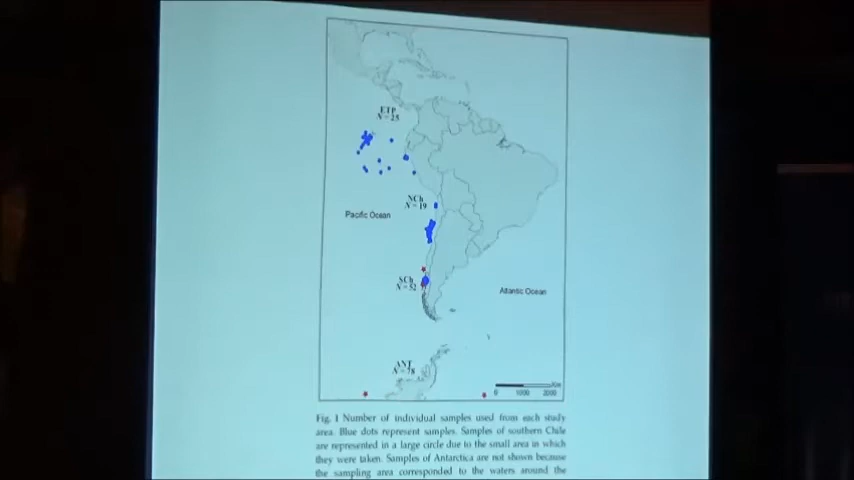 ETP
N = 25
NCh
N = 19
Pacific Ocean
SCh
N = 52
Atlantic Ocean
ANT
N = 78
Km
0 1000 2000
Fig. 1 Number of individual samples used from each study
area. Blue dots represent samples. Samples of southern Chile
are represented in a large circle due to the small area in which
they were taken. Samples of Antarctica are not shown because
the sampling area corresponded to the waters around the